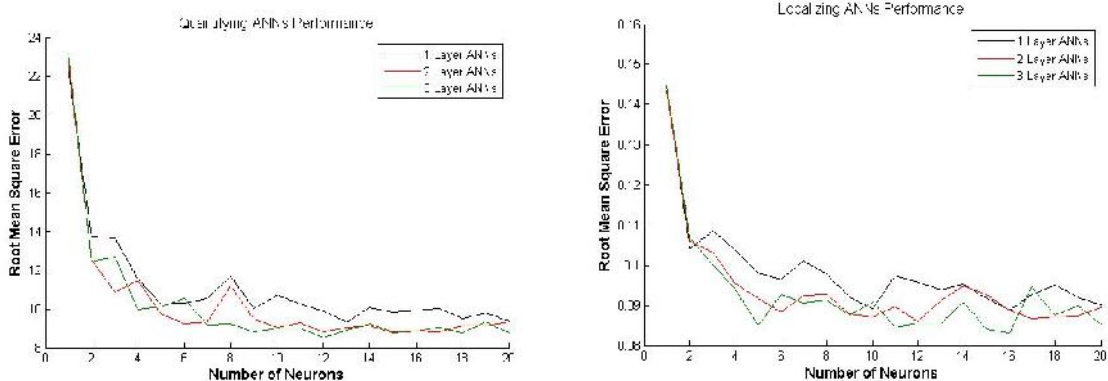 Quantifying ANNs Performance
24
22
20
18
16
14
12
10
8
0 2 4 6 8 10 12 14 16 18 20
Root Mean Square Error
Number of Neurons
1 Layer ANNs
2 Layer ANNs
3 Layer ANNs
Localizing ANNs Performance
0.16
0.15
0.14
0.13
0.12
0.11
0.1
0.09
0.08
0 2 4 6 8 10 12 14 16 18 20
Root Mean Square Error
Number of Neurons
1 Layer ANNs
2 Layer ANNs
3 Layer ANNs